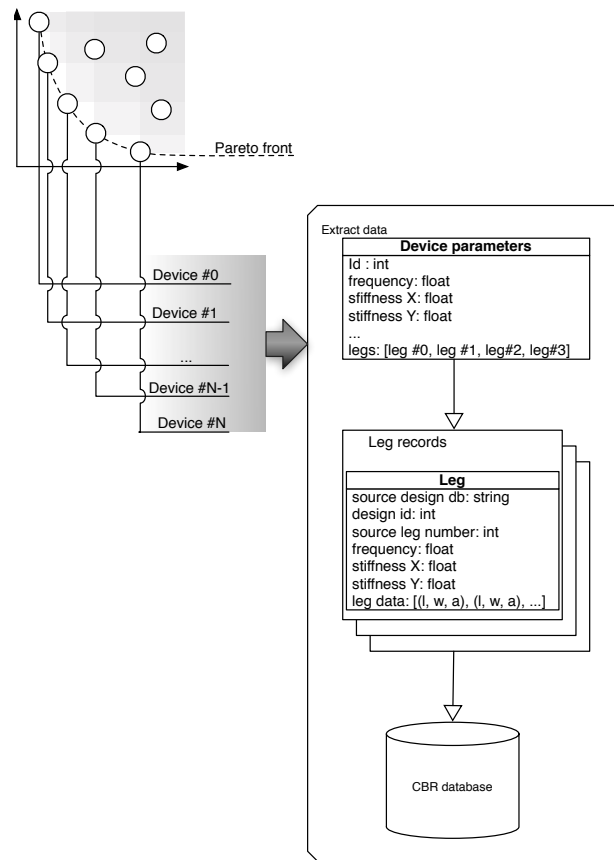 Pareto front
Device #0
Device #1
...
Device #N-1
Device #N
Extract data
Device parameters
Id : int
frequency: float
sfiffness X: float
stiffness Y: float
...
legs: [leg #0, leg #1, leg#2, leg#3]
Leg records
Leg
source design db: string
design id: int
source leg number: int
frequency: float
stiffness X: float
stiffness Y: float
leg data: [(l, w, a), (l, w, a), ...]
CBR database